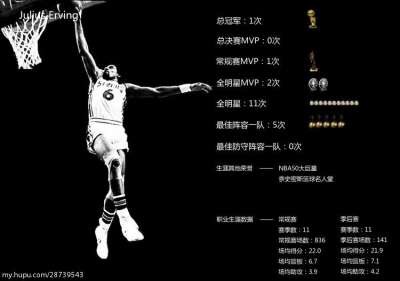 Julius Erving
总冠军：1次
总决赛MVP：0次
常规赛MVP：1次
全明星MVP：2次
全明星：11次
最佳阵容一队：5次
最佳防守阵容一队：0次
生涯其他荣誉 —— NBA50大巨星
奈史密斯篮球名人堂
职业生涯数据 —— 常规赛 季后赛
赛季数：11 赛季数：11
常规赛场数：836 季后赛场数：141
场均得分：22.0 场均得分：21.9
场均篮板：6.7 场均篮板：7.1
场均助攻：3.9 场均助攻：4.2
6
my.hupu.com/28739543